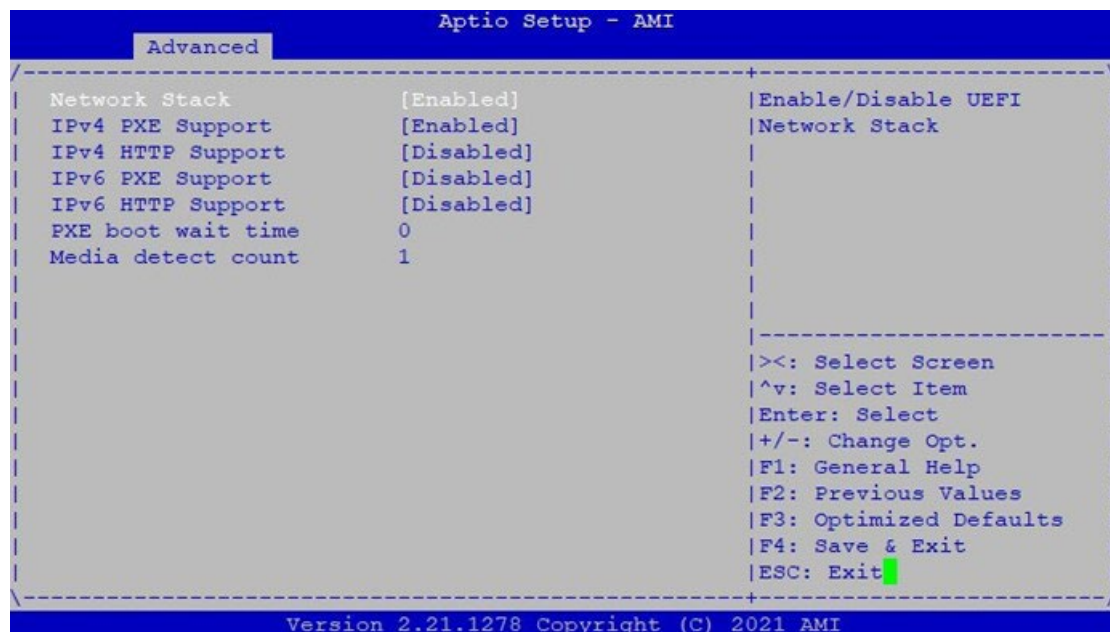 Aptio Setup - AMI
Advanced
Network Stack [Enabled]
IPv4 PXE Support [Enabled]
IPv4 HTTP Support [Disabled]
IPv6 PXE Support [Disabled]
IPv6 HTTP Support [Disabled]
PXE boot wait time 0
Media detect count 1
Enable/Disable UEFI
Network Stack
><: Select Screen
^v: Select Item
Enter: Select
+/-: Change Opt.
F1: General Help
F2: Previous Values
F3: Optimized Defaults
F4: Save & Exit
ESC: Exit
Version 2.21.1278 Copyright (C) 2021 AMI